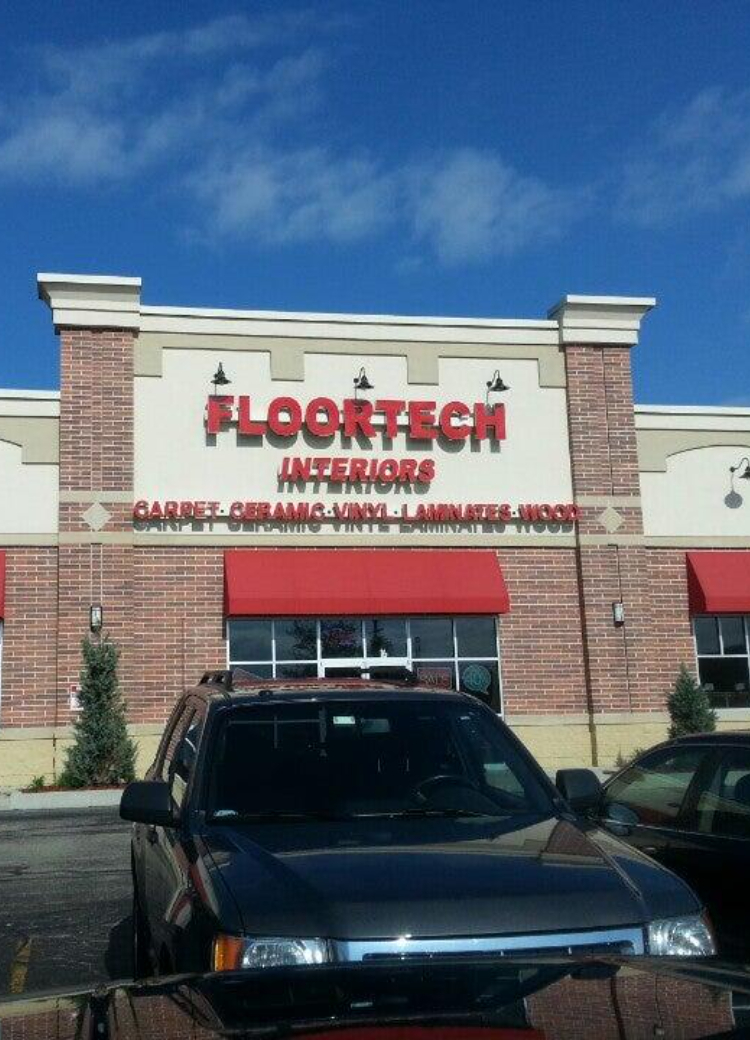 FLOORTECH
INTERIORS
CARPET · CERAMIC · VINYL · LAMINATES · WOOD